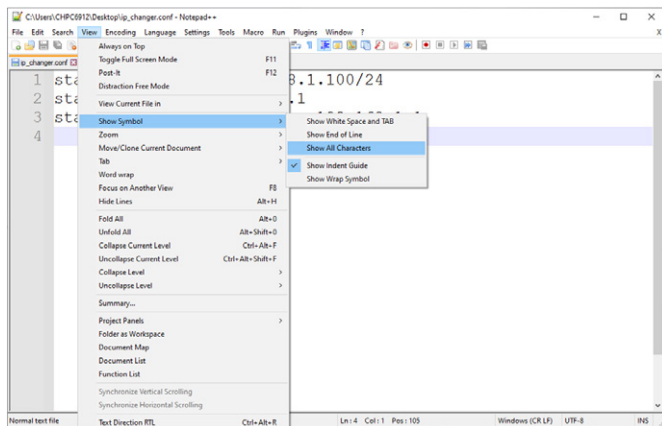 C:\Users\CHPC6912\Desktop\ip_changer.conf - Notepad++
File Edit Search View Encoding Language Settings Tools Macro Run Plugins Window ? X
ip_changer.conf
1 sta 8.1.100/24
2 sta .1
3 sta
4
Always on Top
Toggle Full Screen Mode F11
Post-It F12
Distraction Free Mode
View Current File in
Show Symbol
Zoom
Move/Clone Current Document
Tab
Word wrap
Focus on Another View F8
Hide Lines Alt+H
Fold All Alt+0
Unfold All Alt+Shift+0
Collapse Current Level Ctrl+Alt+F
Uncollapse Current Level Ctrl+Alt+Shift+F
Collapse Level
Uncollapse Level
Summary...
Project Panels
Folder as Workspace
Document Map
Document List
Function List
Synchronize Vertical Scrolling
Synchronize Horizontal Scrolling
Text Direction RTL Ctrl+Alt+R
Show White Space and TAB
Show End of Line
Show All Characters
Show Indent Guide
Show Wrap Symbol
Normal text file Ln : 4 Col : 1 Pos : 105 Windows (CR LF) UTF-8 INS